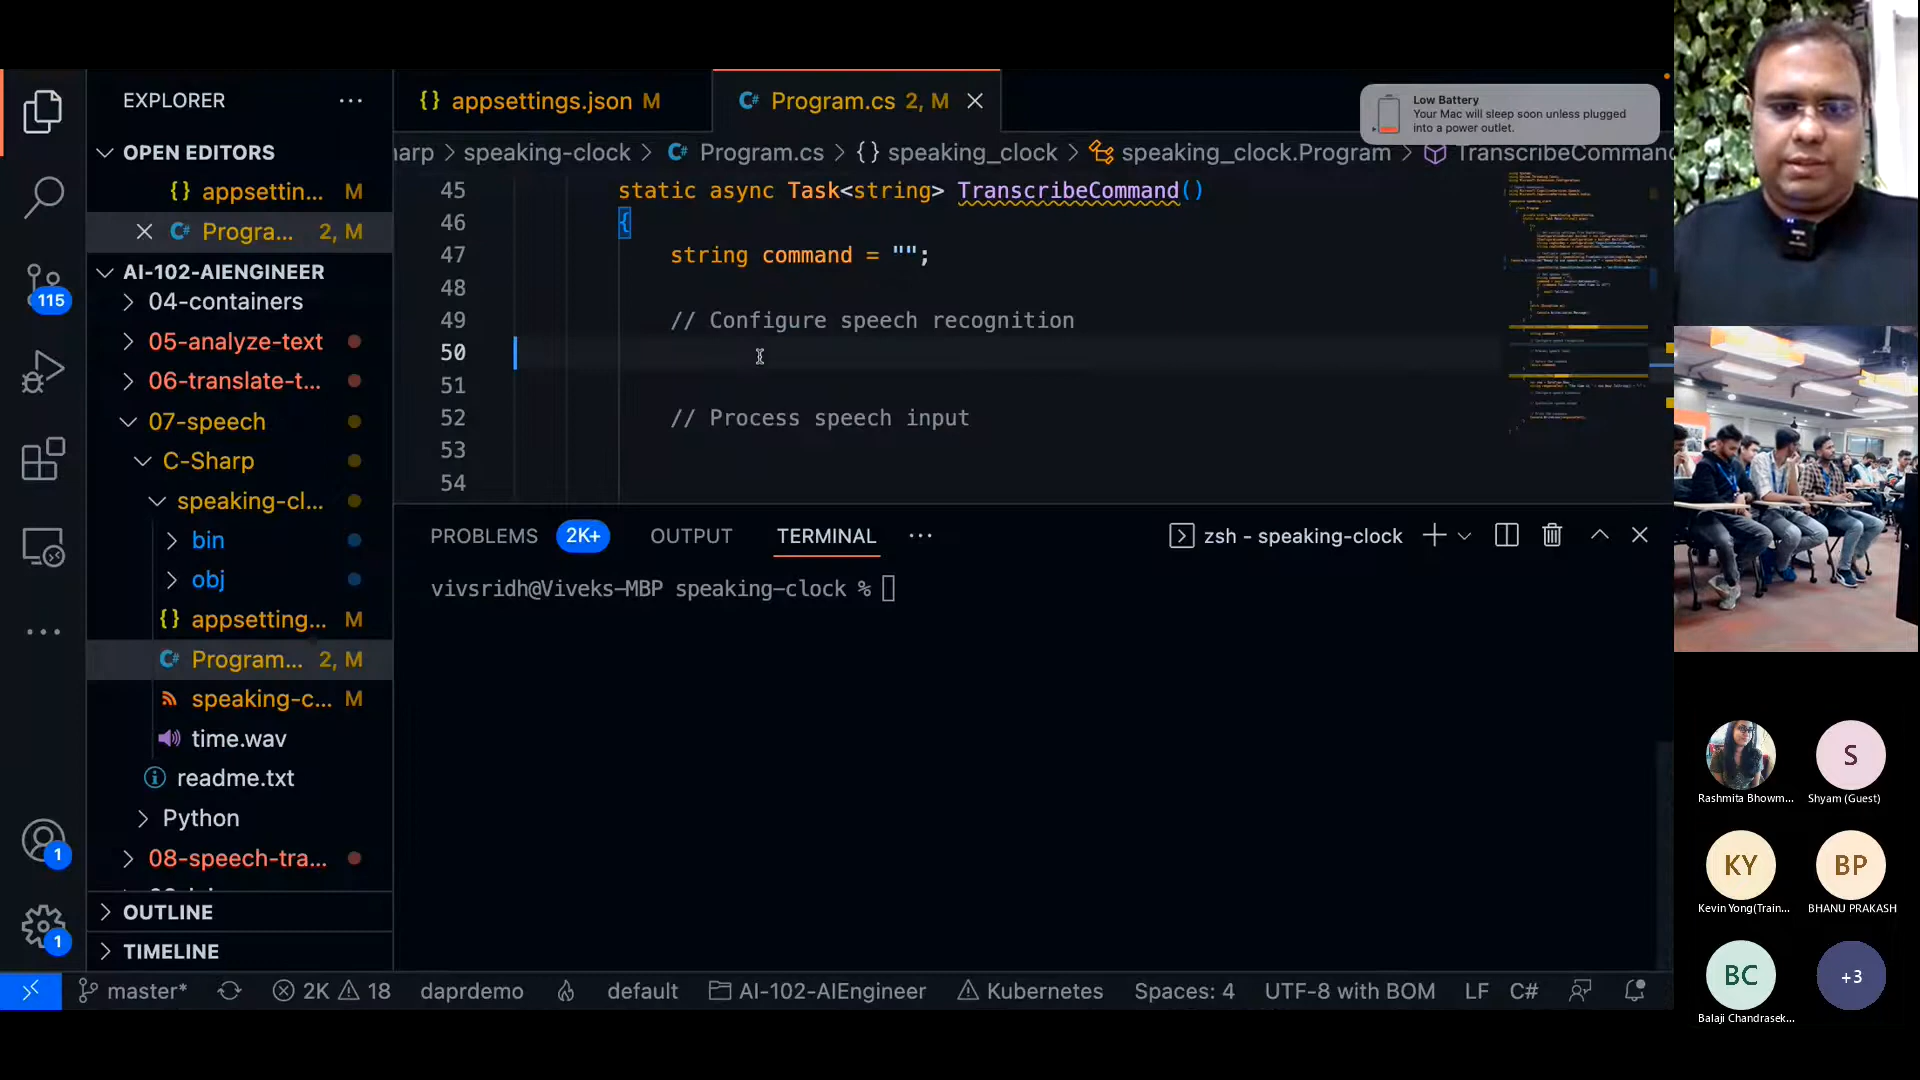 EXPLORER
OPEN EDITORS
appsettin... M
Progra... 2, M
AI-102-AIENGINEER
04-containers
05-analyze-text
06-translate-t...
07-speech
C-Sharp
speaking-cl...
bin
obj
appsetting... M
Program... 2, M
speaking-c... M
time.wav
readme.txt
Python
08-speech-tra...
OUTLINE
TIMELINE
115
1
1
{} appsettings.json M
C# Program.cs 2, M
Low Battery
Your Mac will sleep soon unless plugged
into a power outlet.
harp > speaking-clock > C# Program.cs > {} speaking_clock > speaking_clock.Program > TranscribeCommand
45 static async Task<string> TranscribeCommand()
46 {
47 string command = "";
48
49 // Configure speech recognition
50
51
52 // Process speech input
53
54
PROBLEMS 2K+ OUTPUT TERMINAL ...
zsh - speaking-clock
vivsridh@Viveks-MBP speaking-clock %
master* 2K 18 daprdemo default AI-102-AIEngineer Kubernetes Spaces: 4 UTF-8 with BOM LF C#
Rashmita Bhowm...
S
Shyam (Guest)
KY
Kevin Yong(Train...
BP
BHANU PRAKASH
BC
Balaji Chandrasek...
+3